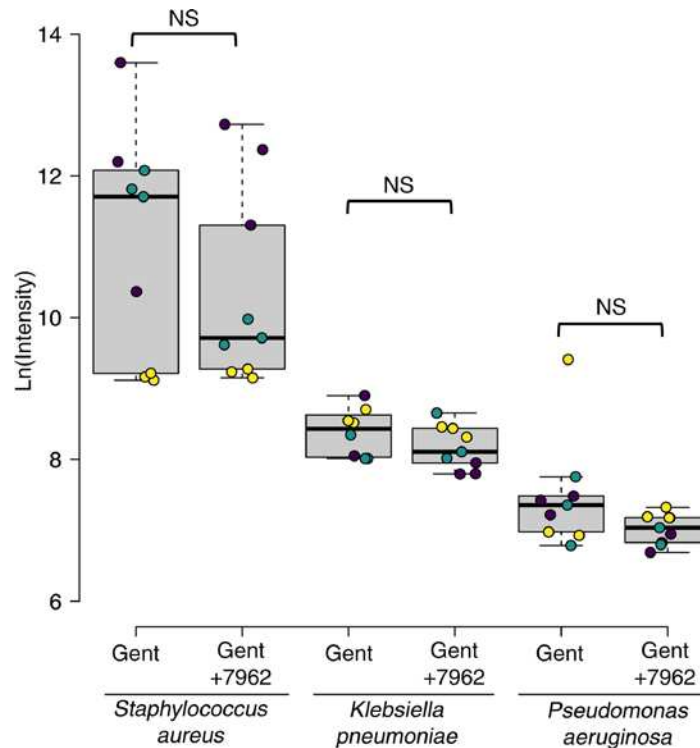 14
NS
12
NS
Ln(Intensity)
10
NS
8
6
Gent Gent Gent Gent Gent Gent
+7962 +7962 +7962
Staphylococcus Klebsiella Pseudomonas
aureus pneumoniae aeruginosa